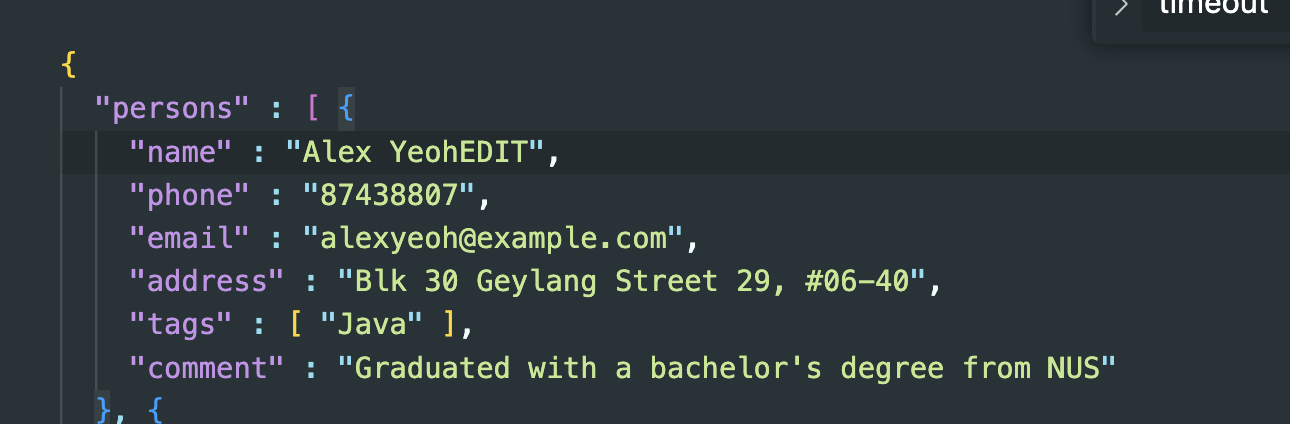 timeout
{
"persons" : [ {
"name" : "Alex YeohEDIT",
"phone" : "87438807",
"email" : "alexyeoh@example.com",
"address" : "Blk 30 Geylang Street 29, #06-40",
"tags" : [ "Java" ],
"comment" : "Graduated with a bachelor's degree from NUS"
}, {